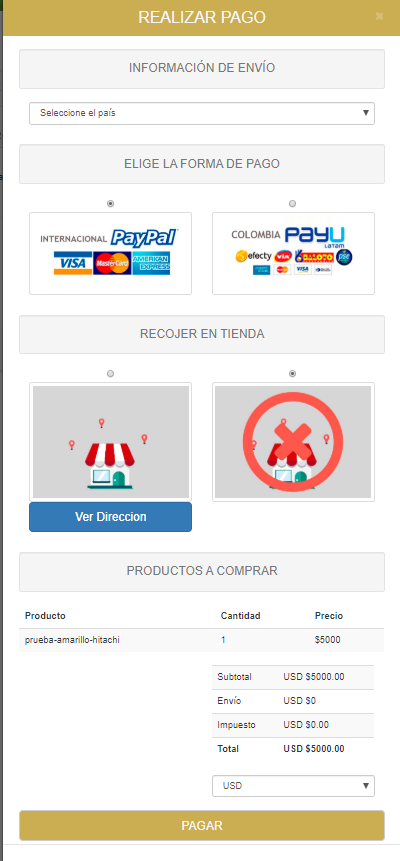 REALIZAR PAGO
×
INFORMACIÓN DE ENVÍO
Seleccione el país
ELIGE LA FORMA DE PAGO
INTERNACIONAL PayPal
VISA MasterCard AMERICAN EXPRESS
COLOMBIA PayU
LATAM
efecty VIA BALOTO pse
VISA
RECOJER EN TIENDA
Ver Direccion
PRODUCTOS A COMPRAR
Producto Cantidad Precio
prueba-amarillo-hitachi 1 $5000
Subtotal USD $5000.00
Envío USD $0
Impuesto USD $0.00
Total USD $5000.00
USD
PAGAR